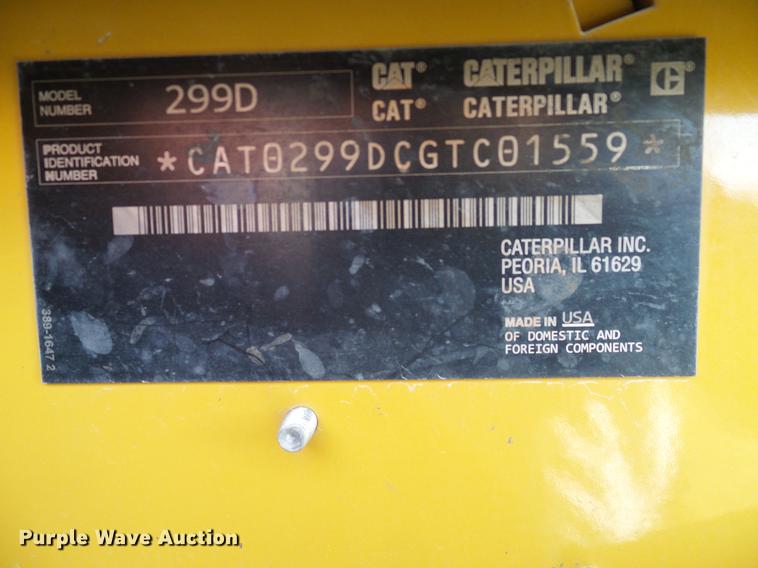 MODEL NUMBER 299D
CAT® CATERPILLAR®
CAT® CATERPILLAR®
PRODUCT IDENTIFICATION NUMBER *CAT0299DCGTC01559*
CATERPILLAR INC.
PEORIA, IL 61629
USA
MADE IN USA
OF DOMESTIC AND
FOREIGN COMPONENTS
389-1647 2
Purple Wave Auction